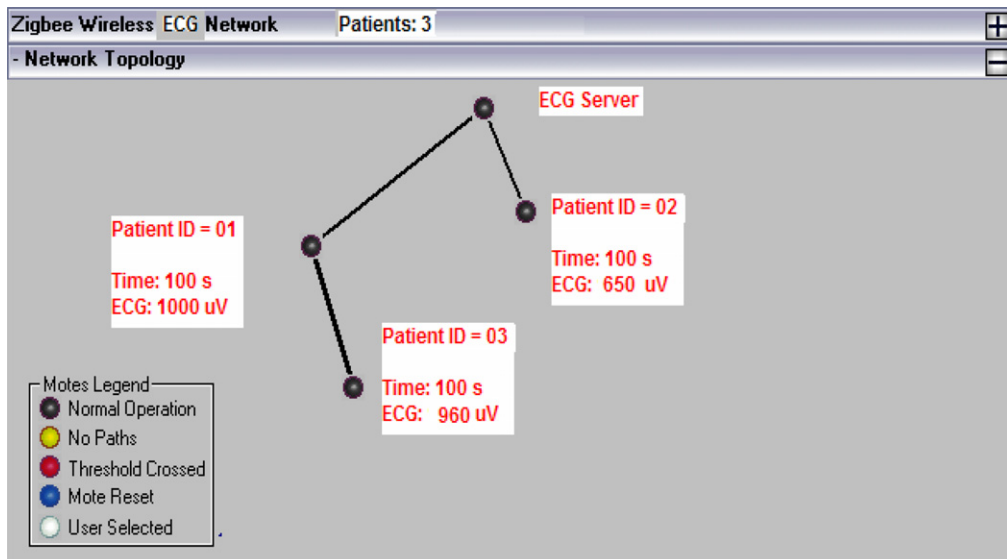 Zigbee Wireless ECG Network Patients: 3
- Network Topology
ECG Server
Patient ID = 02
Time: 100 s
ECG: 650 uV
Patient ID = 01
Time: 100 s
ECG: 1000 uV
Patient ID = 03
Time: 100 s
ECG: 960 uV
Motes Legend
Normal Operation
No Paths
Threshold Crossed
Mote Reset
User Selected